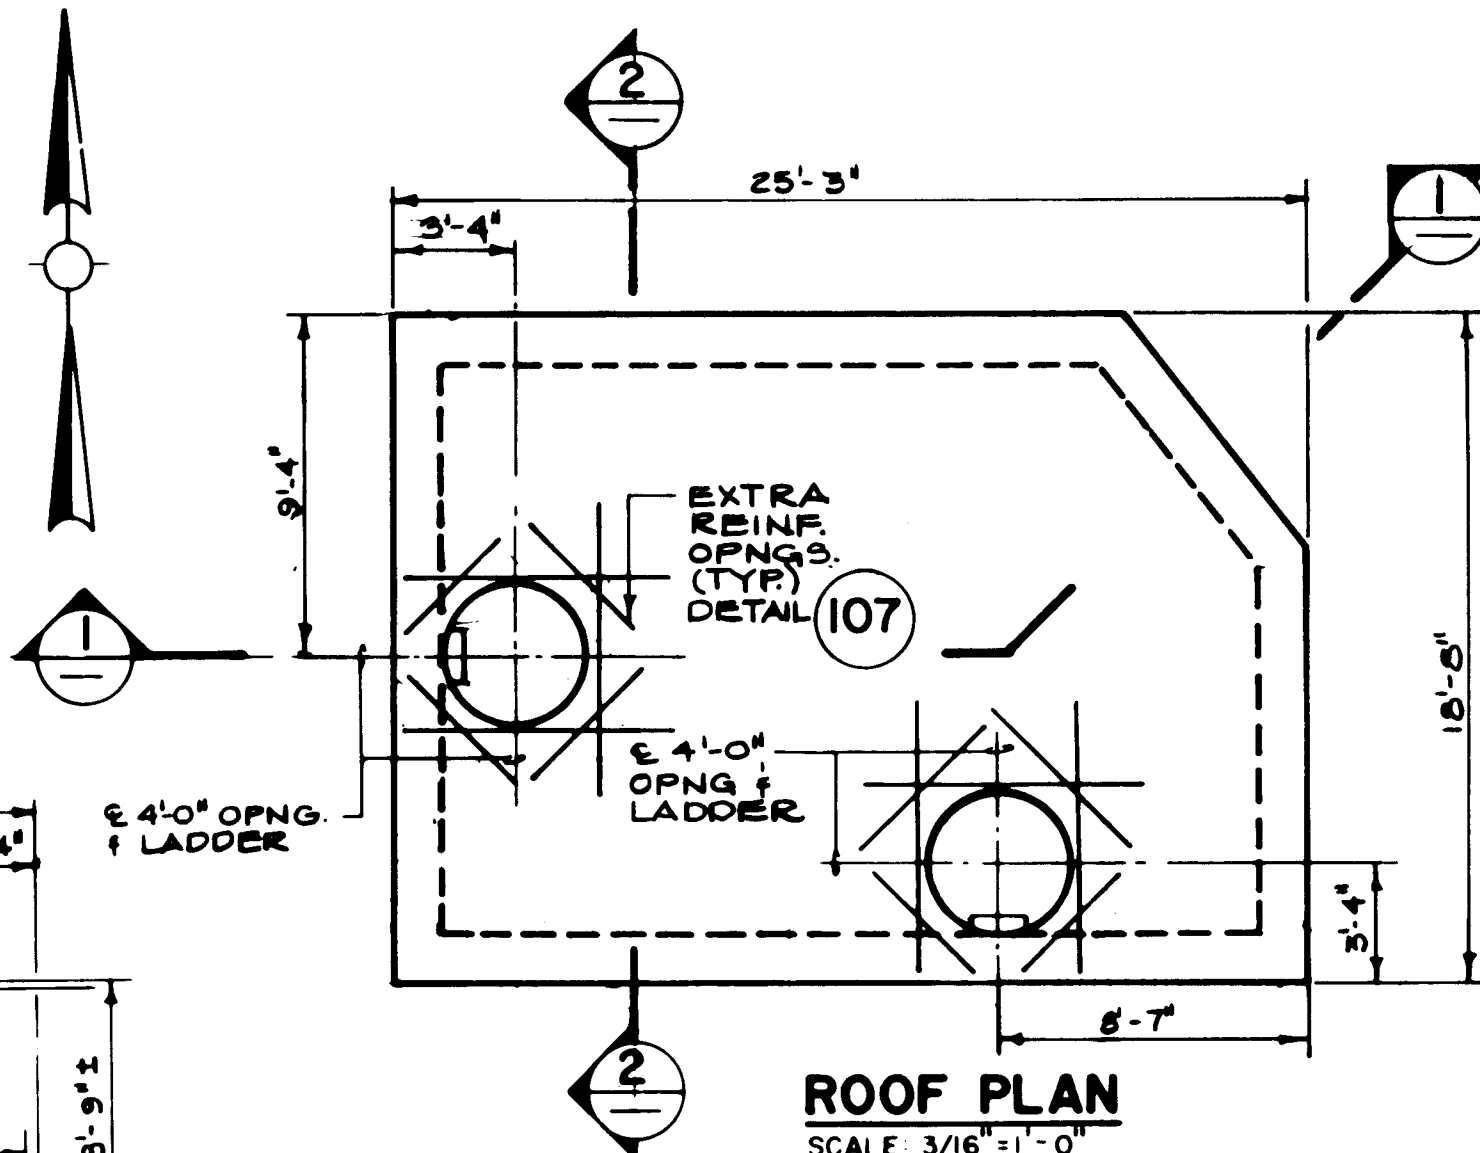 2
25'-3"
1
3'-4"
9'-4"
EXTRA
REINF.
OPNGS.
(TYP.)
DETAIL 107
1
18'-8"
℄ 4'-0"
OPNG &
LADDER
℄ 4'-0" OPNG.
& LADDER
4"
3'-4"
8'-7"
2
ROOF PLAN
SCALE: 3/16"=1'-0"